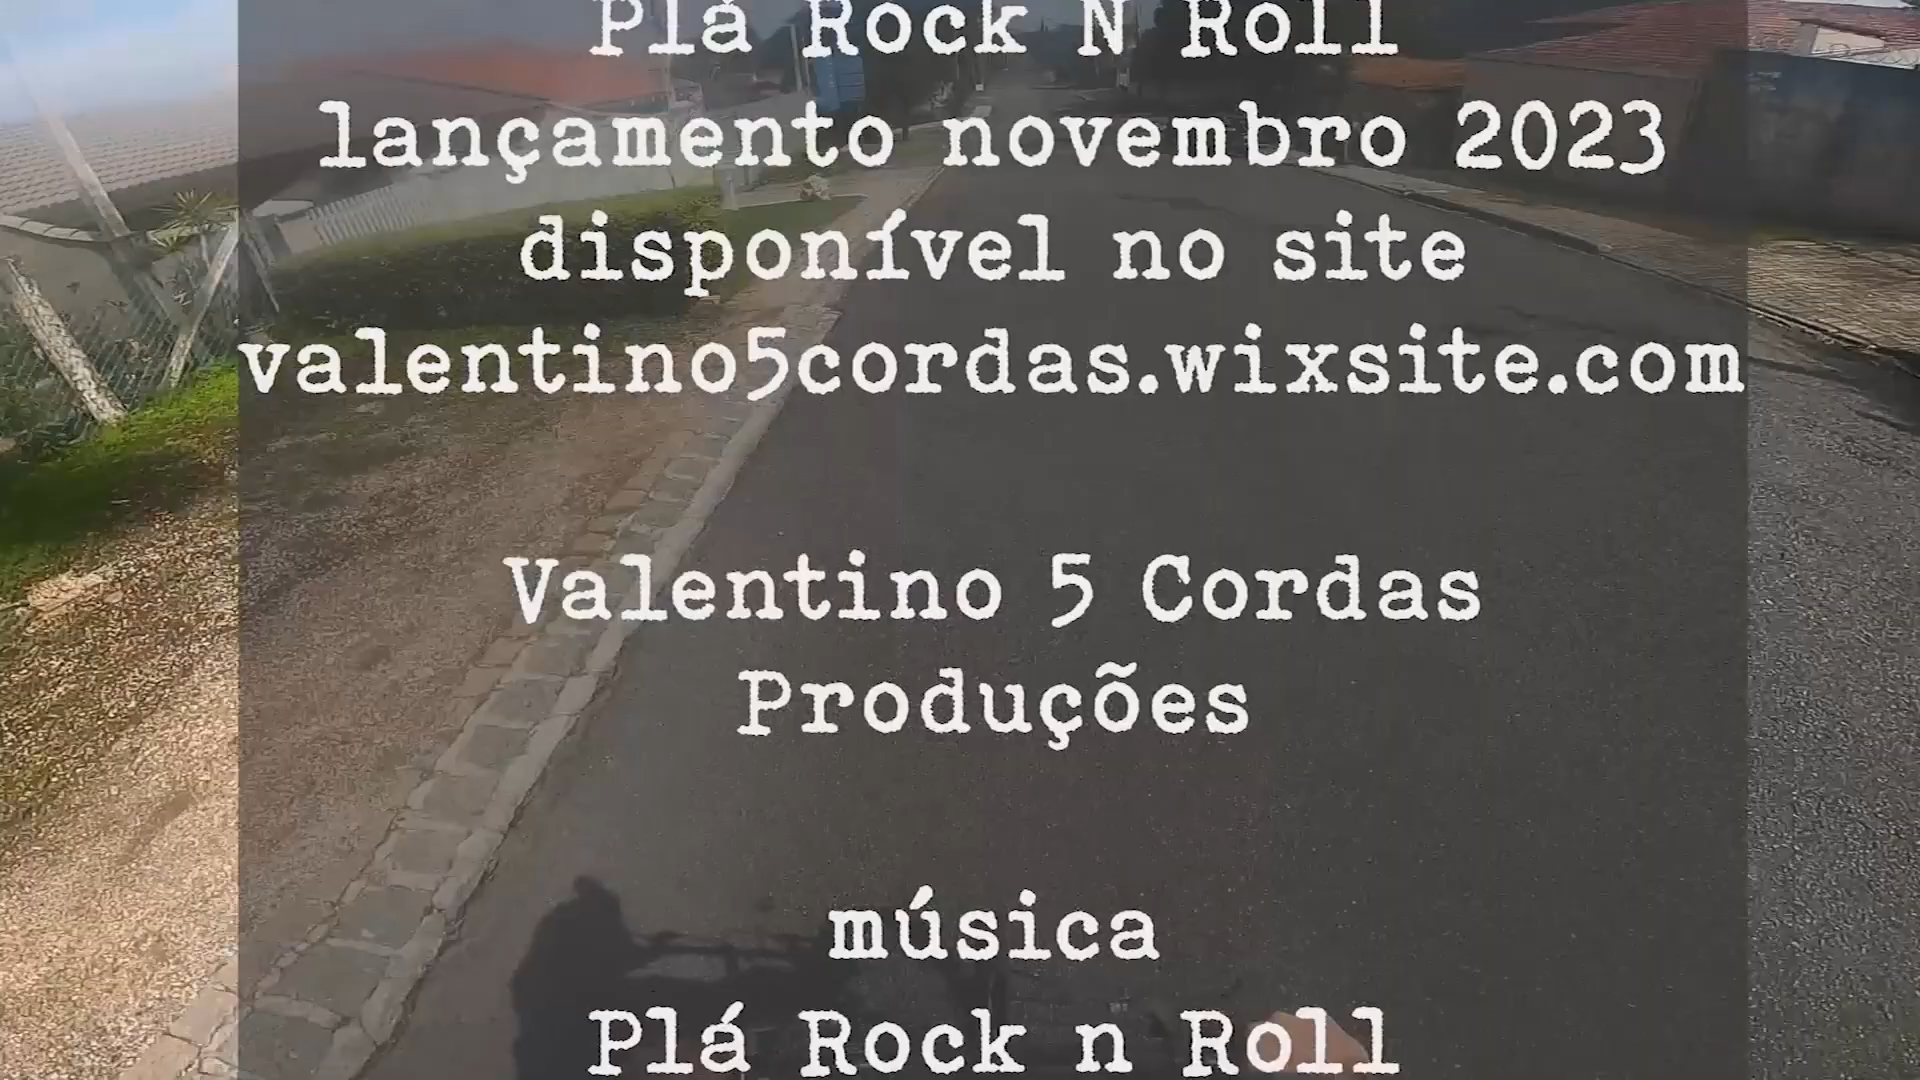 Plá Rock N Roll
lançamento novembro 2023
disponível no site
valentino5cordas.wixsite.com
Valentino 5 Cordas
Produções
música
Plá Rock n Roll